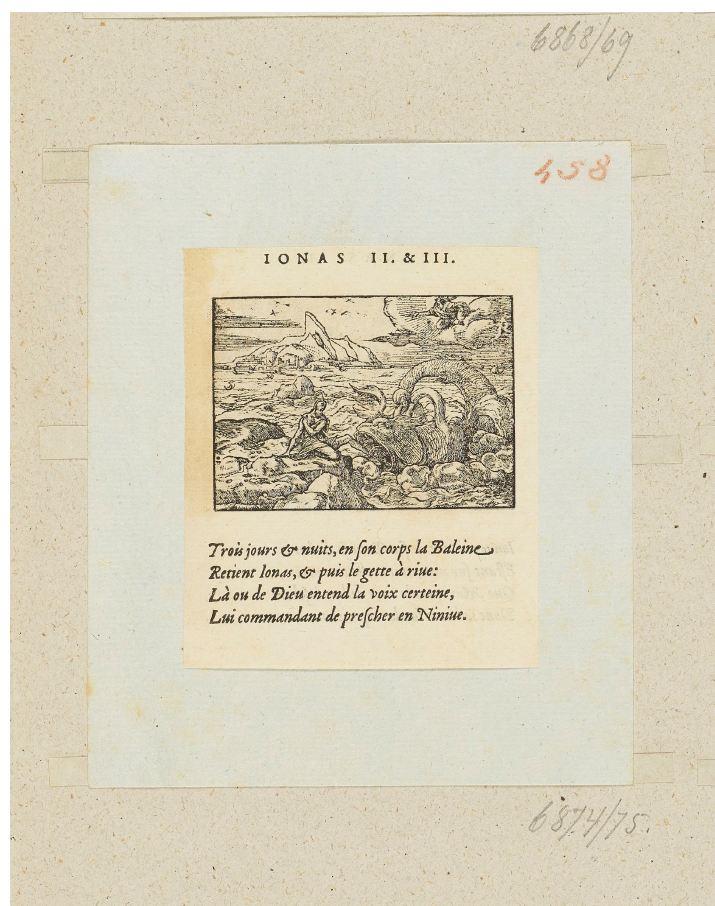 6868/69
458
IONAS II. & III.
Trois jours & nuits, en ſon corps la Baleine
Retient Ionas, & puis le gette à riue:
Là ou de Dieu entend la voix certeine,
Lui commandant de preſcher en Niniue.
6874/75.